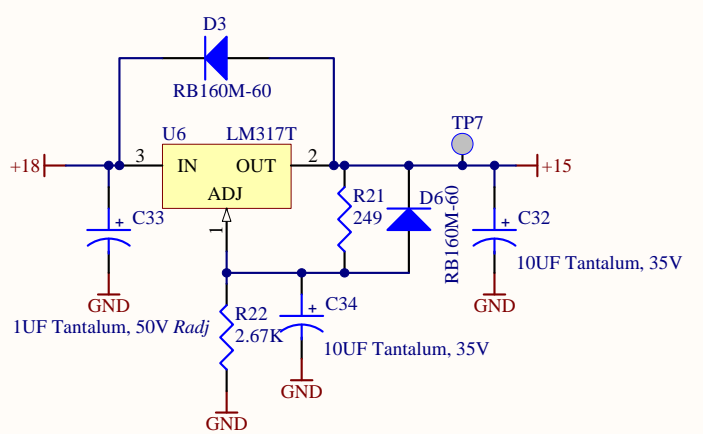 D3
RB160M-60
U6 LM317T
TP7
+18
3
IN OUT
2
+15
ADJ
1
R21
249
D6
RB160M-60
C33
C32
10UF Tantalum, 35V
GND
GND
1UF Tantalum, 50V Radj
R22
2.67K
C34
10UF Tantalum, 35V
GND
GND